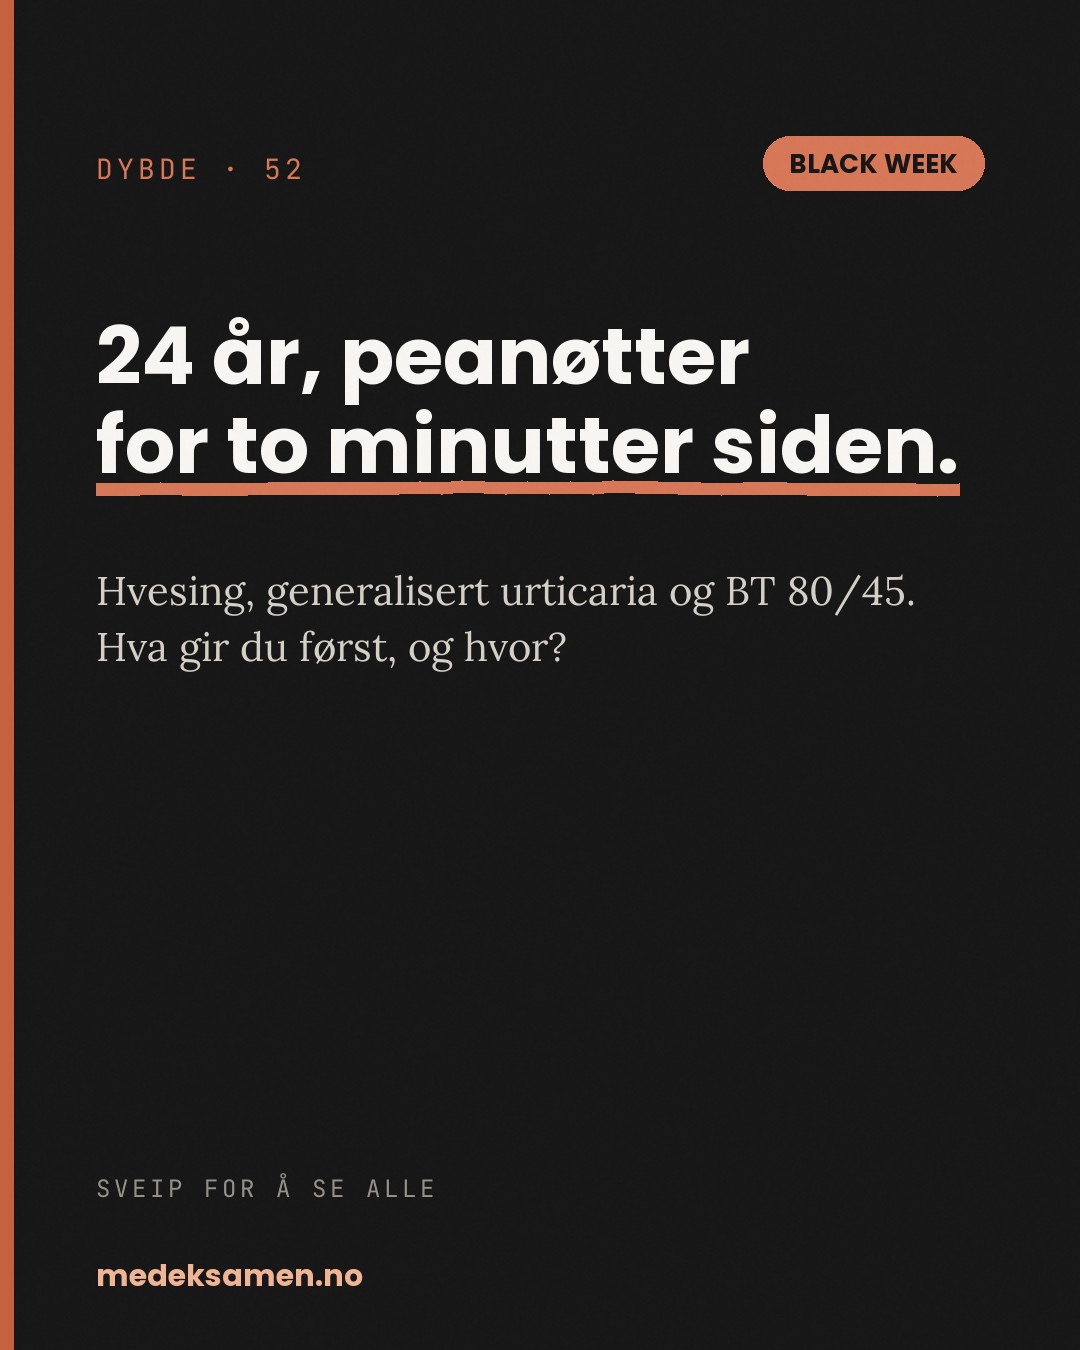 DYBDE · 52
BLACK WEEK
24 år, peanøtter
for to minutter siden.
Hvesing, generalisert urticaria og BT 80/45.
Hva gir du først, og hvor?
SVEIP FOR Å SE ALLE
medeksamen.no